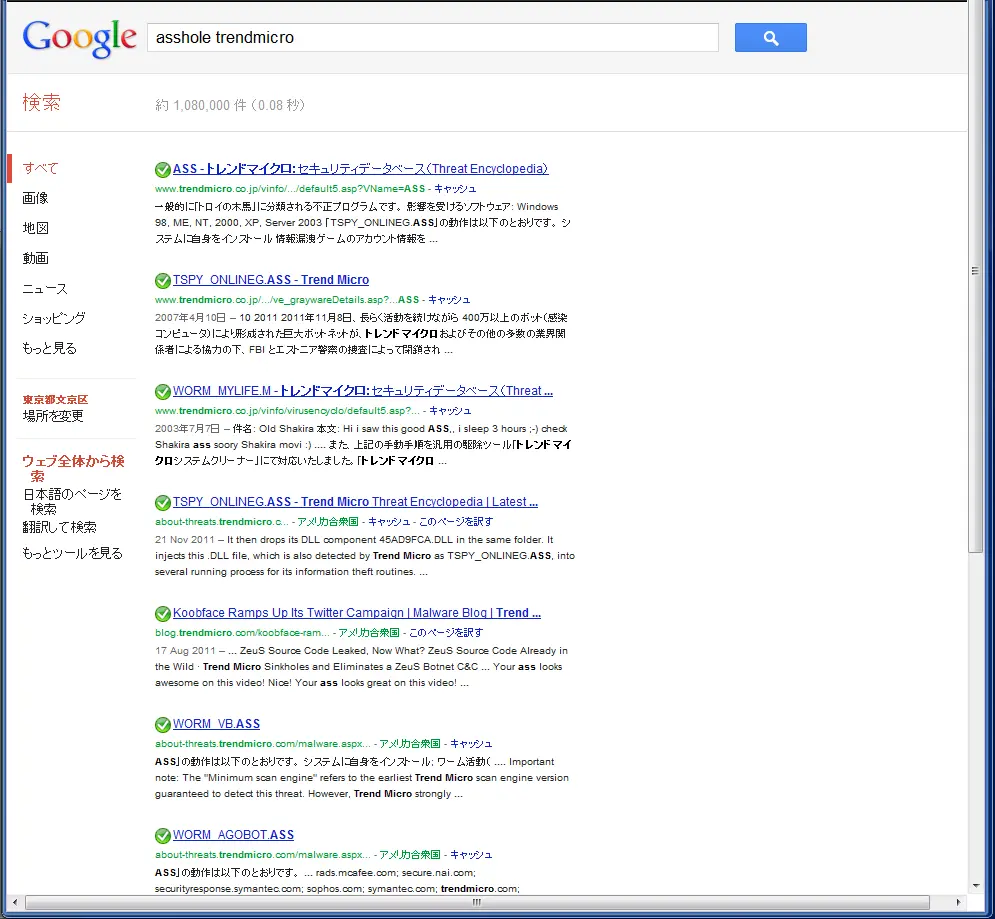 Google
asshole trendmicro
検索
約 1,080,000 件 (0.08 秒)
すべて
画像
地図
動画
ニュース
ショッピング
もっと見る
東京都文京区
場所を変更
ウェブ全体から検
索
日本語のページを
検索
翻訳して検索
もっとツールを見る
ASS - トレンドマイクロ: セキュリティデータベース(Threat Encyclopedia)
www.trendmicro.co.jp/vinfo/.../default5.asp?VName=ASS - キャッシュ
一般的に「トロイの木馬」に分類される不正プログラムです。 影響を受けるソフトウェア: Windows
98, ME, NT, 2000, XP, Server 2003 「TSPY_ONLINEG.ASS」の動作は以下のとおりです。 シ
ステムに自身をインストール 情報漏洩ゲームのアカウント情報を ...
TSPY_ONLINEG.ASS - Trend Micro
www.trendmicro.co.jp/.../ve_graywareDetails.asp?...ASS - キャッシュ
2007年4月10日 – 10 2011 2011年11月8日、長らく活動を続けながら 400万以上のボット(感染
コンピュータ)により形成された巨大ボットネットが、トレンドマイクロおよびその他の多数の業界関
係者による協力の下、FBI とエストニア警察の捜査によって閉鎖され ...
WORM_MYLIFE.M - トレンドマイクロ: セキュリティデータベース(Threat ...
www.trendmicro.co.jp/vinfo/virusencyclo/default5.asp?... - キャッシュ
2003年7月7日 – 件名: Old Shakira 本文: Hi i saw this good ASS,, i sleep 3 hours ;-) check
Shakira ass soory Shakira movi :) .... また、上記の手動手順を汎用の駆除ツール「トレンドマイ
クロシステムクリーナー」にて対応いたしました。「トレンドマイクロ ...
TSPY_ONLINEG.ASS - Trend Micro Threat Encyclopedia | Latest ...
about-threats.trendmicro.c... - アメリカ合衆国 - キャッシュ - このページを訳す
21 Nov 2011 – It then drops its DLL component 45AD9FCA.DLL in the same folder. It
injects this .DLL file, which is also detected by Trend Micro as TSPY_ONLINEG.ASS, into
several running process for its information theft routines. ...
Koobface Ramps Up Its Twitter Campaign | Malware Blog | Trend ...
blog.trendmicro.com/koobface-ram... - アメリカ合衆国 - このページを訳す
17 Aug 2011 – ... ZeuS Source Code Leaked, Now What? ZeuS Source Code Already in
the Wild · Trend Micro Sinkholes and Eliminates a ZeuS Botnet C&C ... Your ass looks
awesome on this video! Nice! Your ass looks great on this video! ...
WORM_VB.ASS
about-threats.trendmicro.com/malware.aspx... - アメリカ合衆国 - キャッシュ
ASS」の動作は以下のとおりです。 システムに自身をインストール; ワーム活動( .... Important
note: The "Minimum scan engine" refers to the earliest Trend Micro scan engine version
guaranteed to detect this threat. However, Trend Micro strongly ...
WORM_AGOBOT.ASS
about-threats.trendmicro.com/malware.aspx... - アメリカ合衆国 - キャッシュ
ASS」の動作は以下のとおりです。 ... rads.mcafee.com; secure.nai.com;
securityresponse.symantec.com; sophos.com; symantec.com; trendmicro.com;